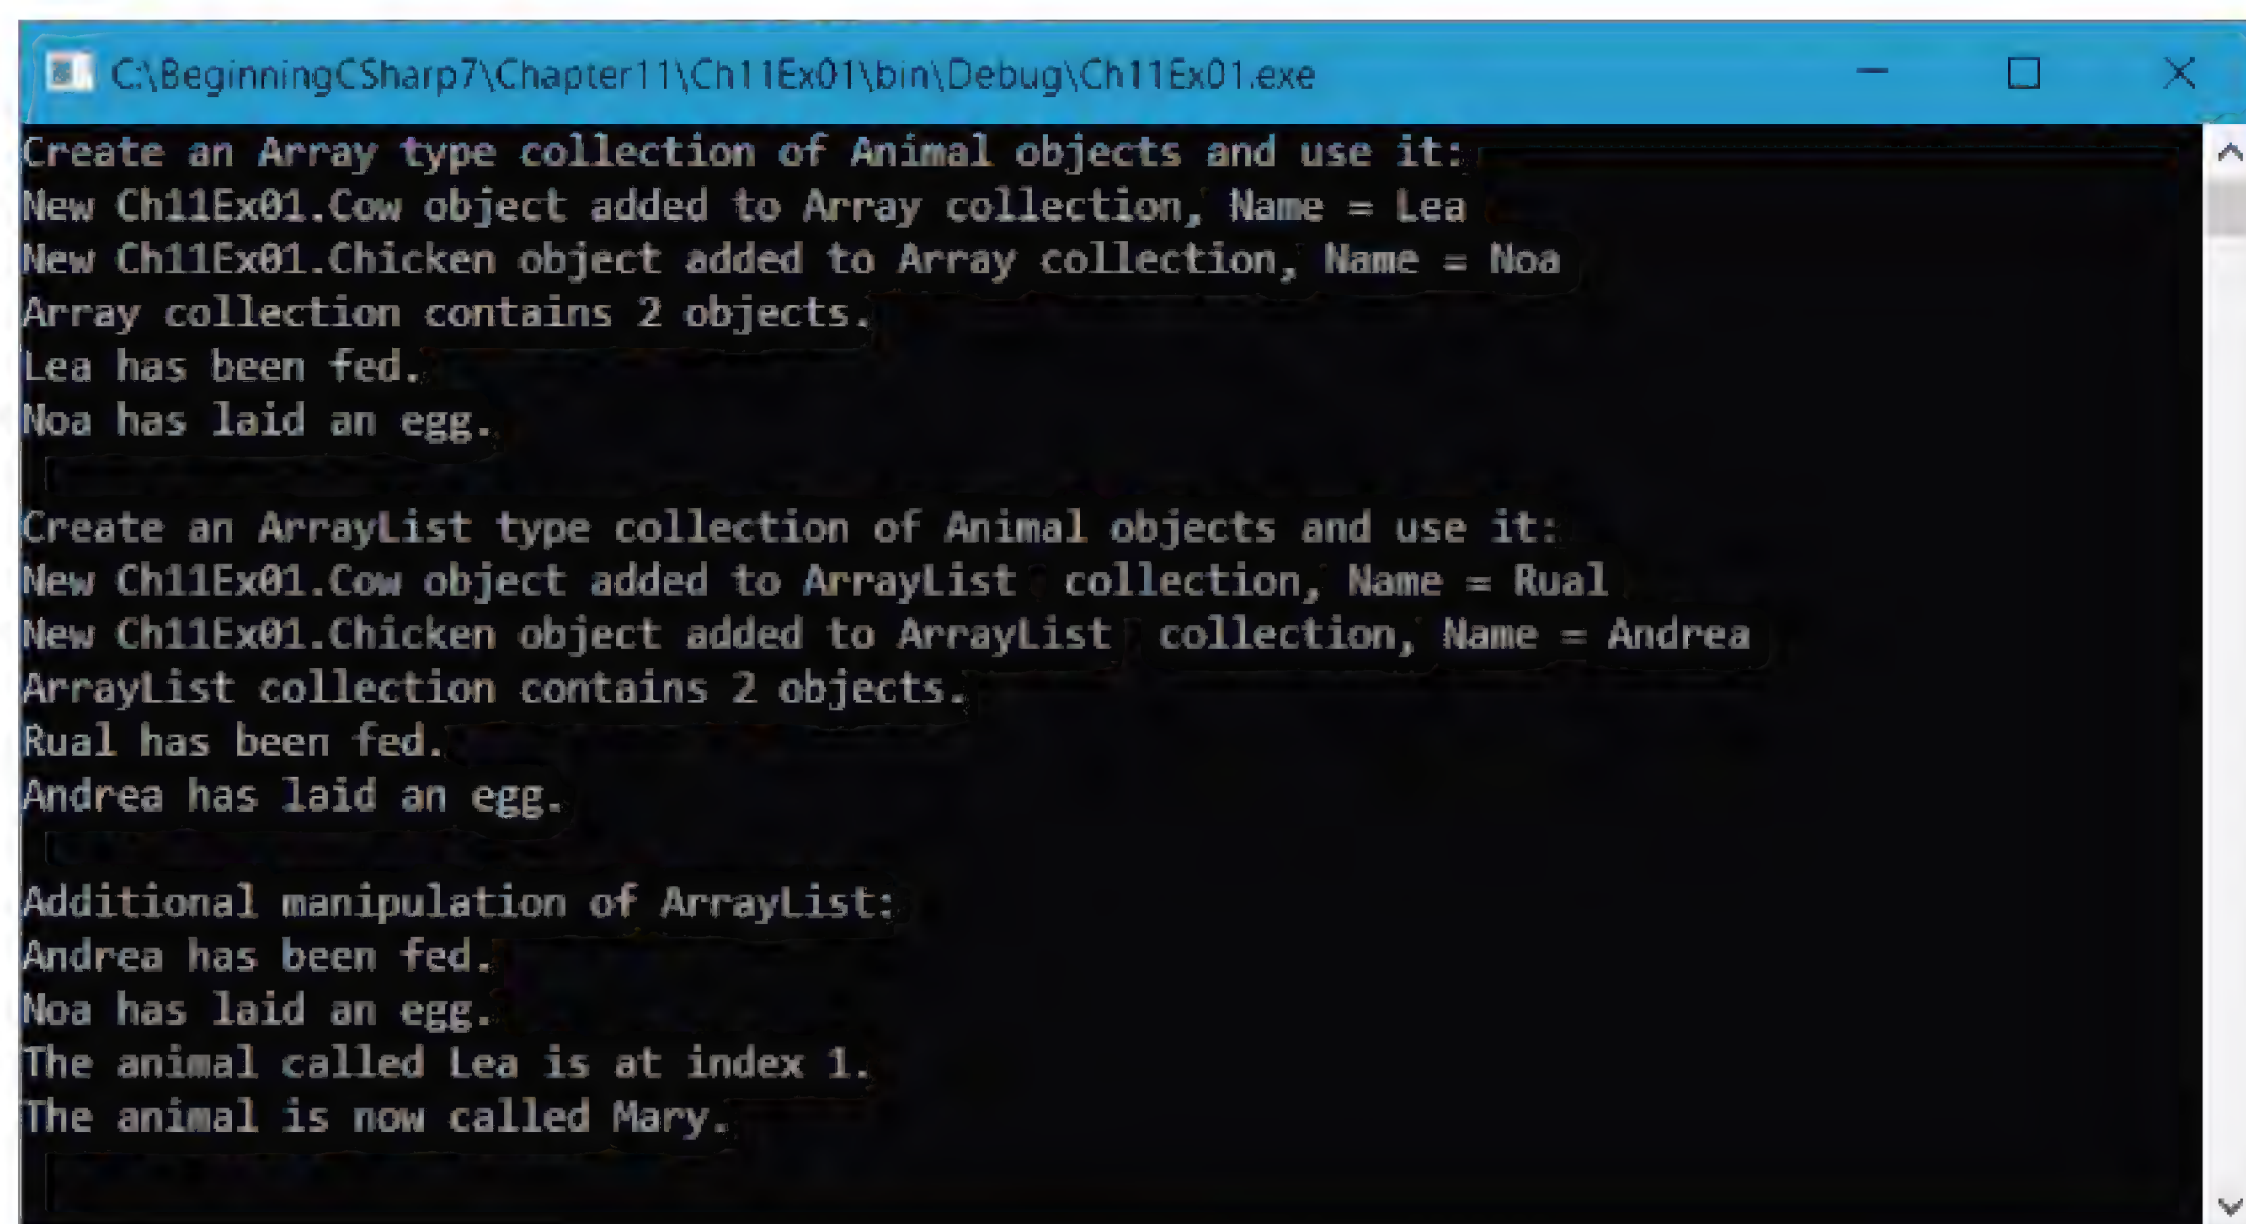 C:\BeginningCSharp7\Chapter11\Ch11Ex01\bin\Debug\Ch11Ex01.exe
Create an Array type collection of Animal objects and use it:
New Ch11Ex01.Cow object added to Array collection, Name = Lea
New Ch11Ex01.Chicken object added to Array collection, Name = Noa
Array collection contains 2 objects.
Lea has been fed.
Noa has laid an egg.
Create an ArrayList type collection of Animal objects and use it:
New Ch11Ex01.Cow object added to ArrayList  collection, Name = Rual
New Ch11Ex01.Chicken object added to ArrayList  collection, Name = Andrea
ArrayList collection contains 2 objects.
Rual has been fed.
Andrea has laid an egg.
Additional manipulation of ArrayList:
Andrea has been fed.
Noa has laid an egg.
The animal called Lea is at index 1.
The animal is now called Mary.